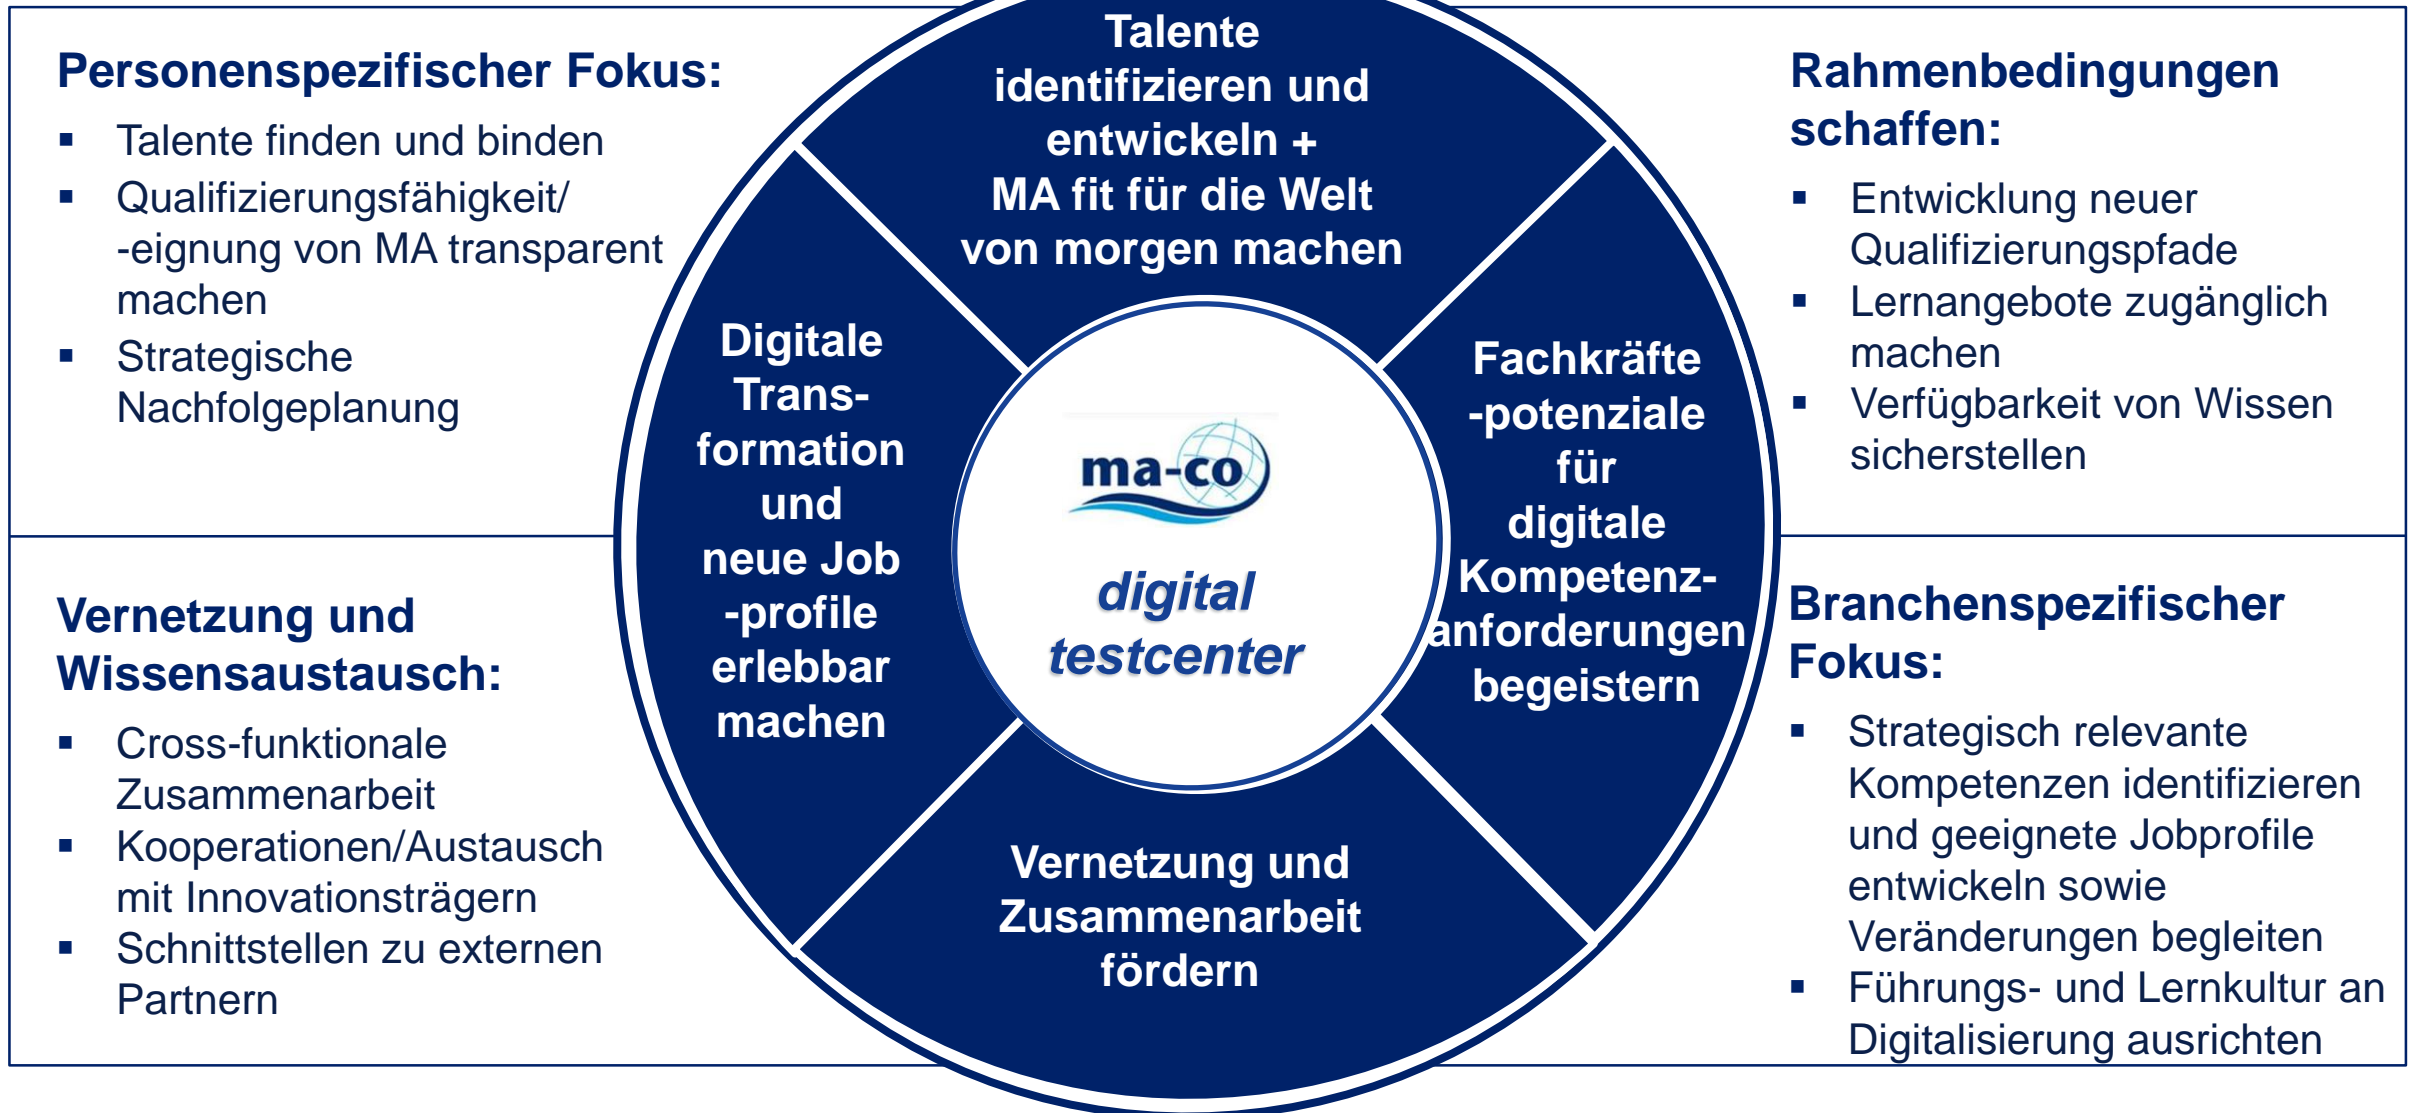 Personenspezifischer Fokus:
▪ Talente finden und binden
▪ Qualifizierungsfähigkeit/
-eignung von MA transparent
machen
▪ Strategische
Nachfolgeplanung
Vernetzung und
Wissensaustausch:
▪ Cross-funktionale
Zusammenarbeit
▪ Kooperationen/Austausch
mit Innovationsträgern
▪ Schnittstellen zu externen
Partnern
Talente
identifizieren und
entwickeln +
MA fit für die Welt
von morgen machen
Digitale
Trans-
formation
und
neue Job
-profile
erlebbar
machen
ma-co
digital
testcenter
Fachkräfte
-potenziale
für
digitale
Kompetenz-
anforderungen
begeistern
Vernetzung und
Zusammenarbeit
fördern
Rahmenbedingungen
schaffen:
▪ Entwicklung neuer
Qualifizierungspfade
▪ Lernangebote zugänglich
machen
▪ Verfügbarkeit von Wissen
sicherstellen
Branchenspezifischer
Fokus:
▪ Strategisch relevante
Kompetenzen identifizieren
und geeignete Jobprofile
entwickeln sowie
Veränderungen begleiten
▪ Führungs- und Lernkultur an
Digitalisierung ausrichten